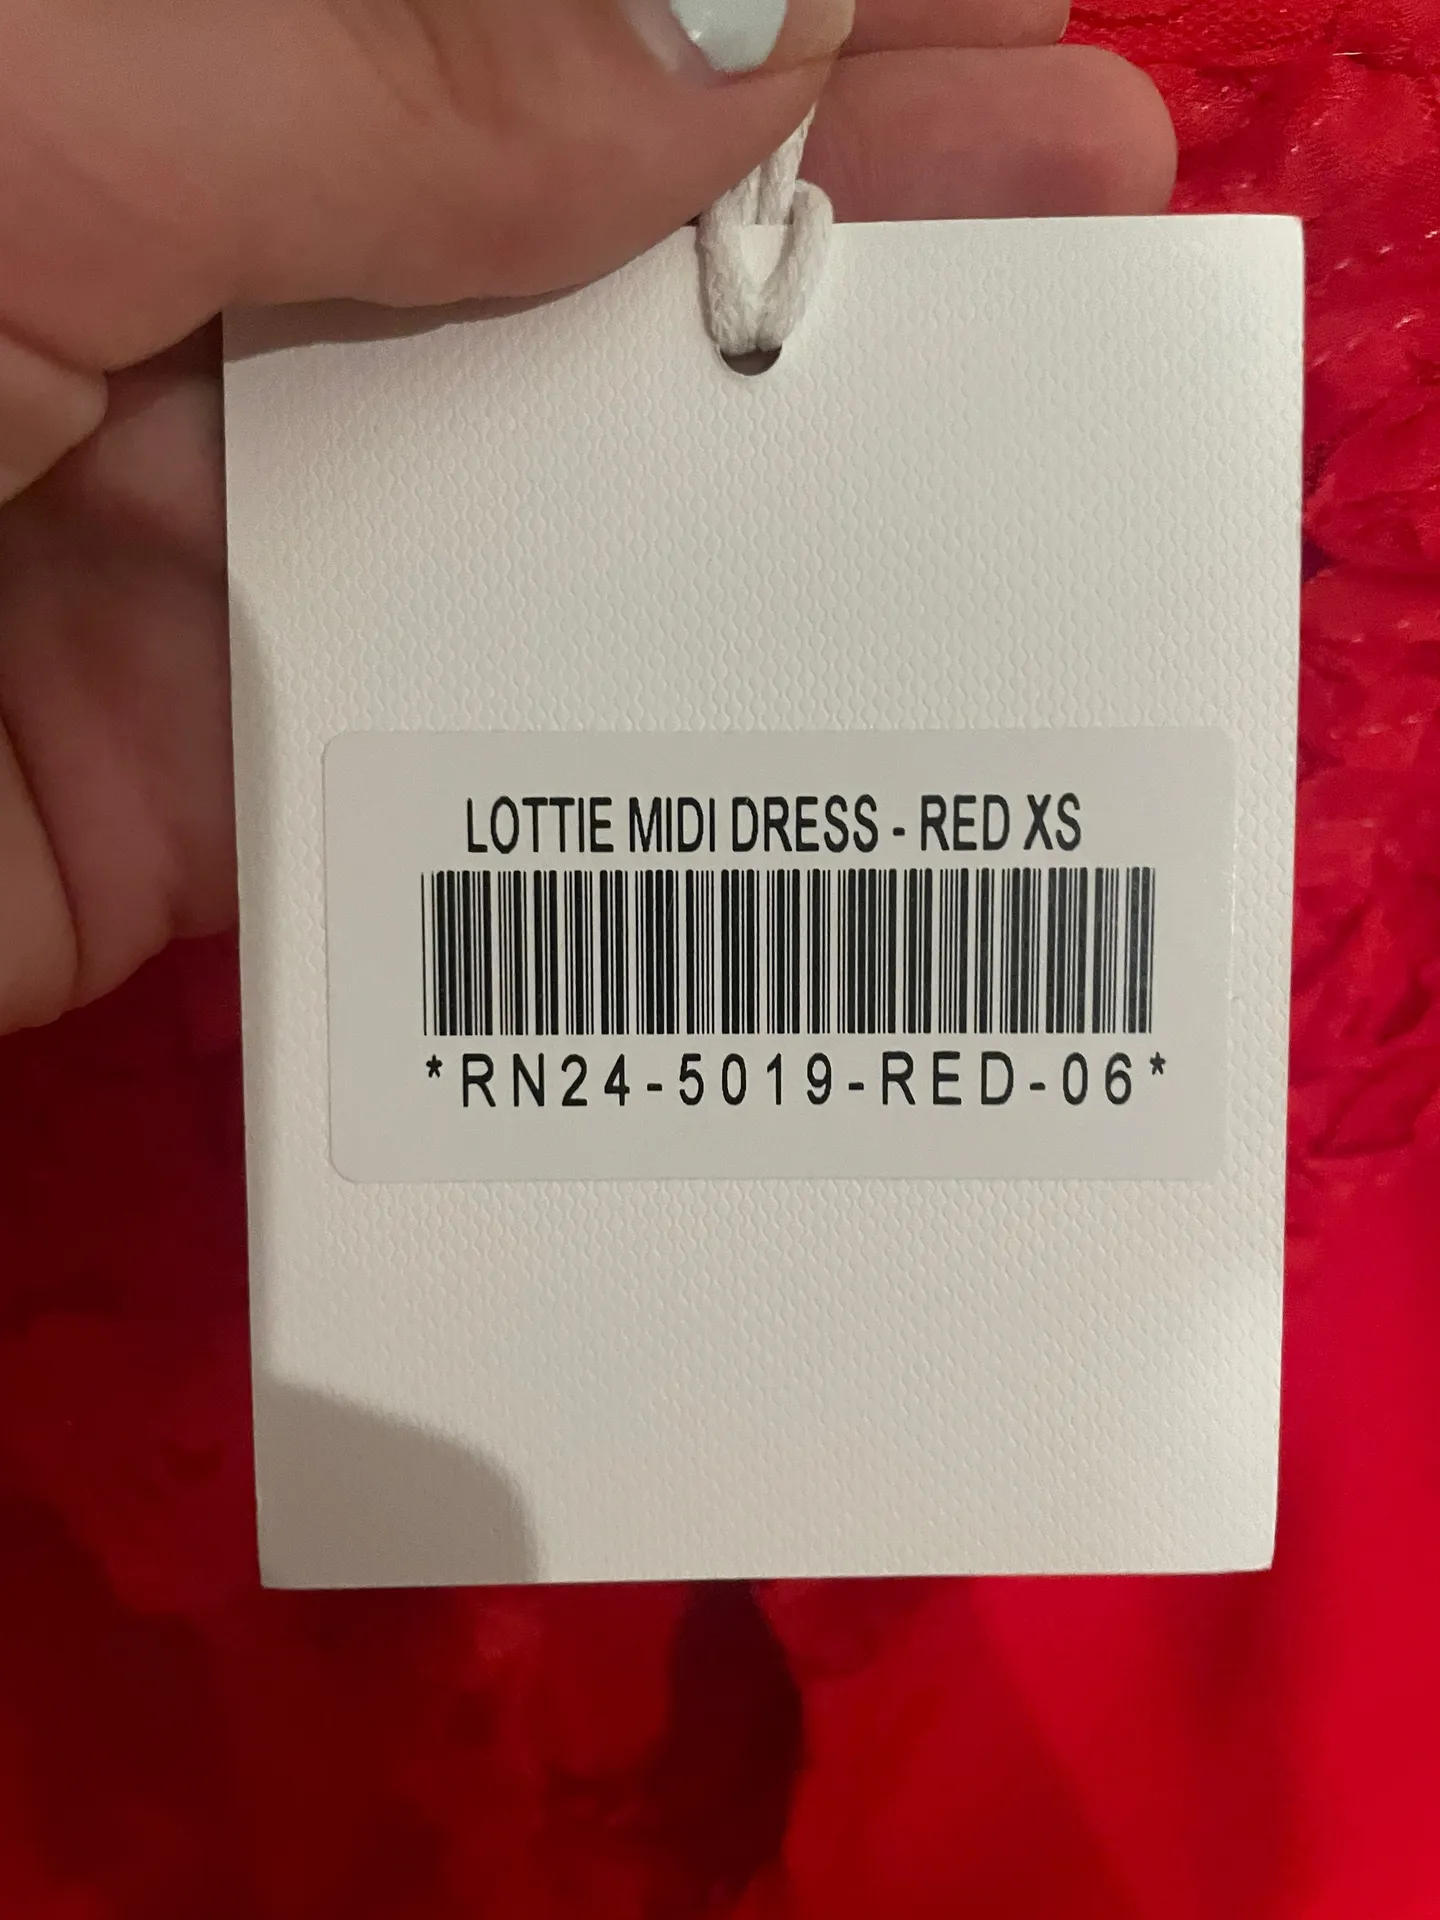 LOTTIE MIDI DRESS - RED XS
*RN24-5019-RED-06*